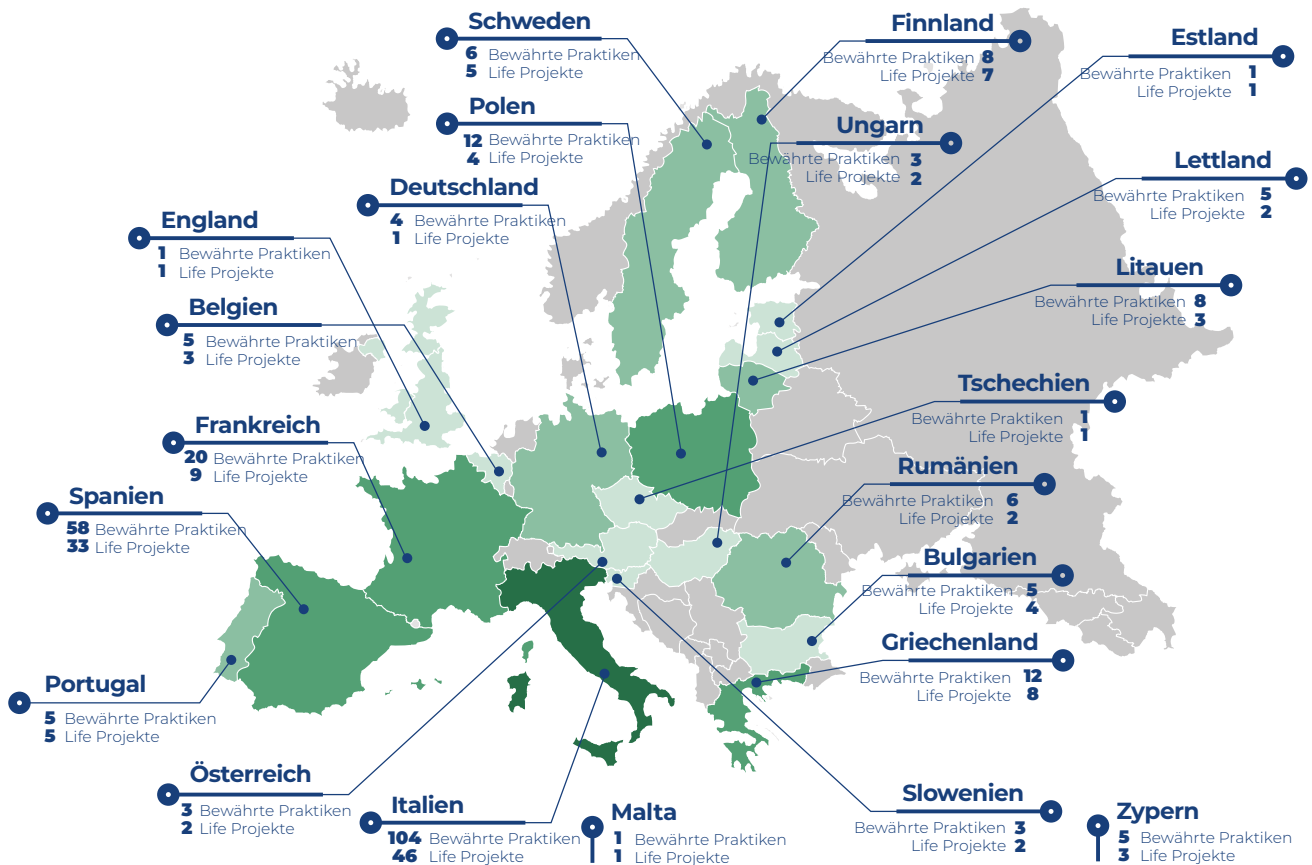 Schweden
6 Bewährte Praktiken
5 Life Projekte
Finnland
Bewährte Praktiken 8
Life Projekte 7
Estland
Bewährte Praktiken 1
Life Projekte 1
Polen
12 Bewährte Praktiken
4 Life Projekte
Ungarn
Bewährte Praktiken 3
Life Projekte 2
Lettland
Bewährte Praktiken 5
Life Projekte 2
Deutschland
4 Bewährte Praktiken
1 Life Projekte
England
1 Bewährte Praktiken
1 Life Projekte
Litauen
Bewährte Praktiken 8
Life Projekte 3
Belgien
5 Bewährte Praktiken
3 Life Projekte
Tschechien
Bewährte Praktiken 1
Life Projekte 1
Frankreich
20 Bewährte Praktiken
9 Life Projekte
Rumänien
Bewährte Praktiken 6
Life Projekte 2
Spanien
58 Bewährte Praktiken
33 Life Projekte
Bulgarien
Bewährte Praktiken 5
Life Projekte 4
Griechenland
Bewährte Praktiken 12
Life Projekte 8
Portugal
5 Bewährte Praktiken
5 Life Projekte
Österreich
3 Bewährte Praktiken
2 Life Projekte
Italien
104 Bewährte Praktiken
46 Life Projekte
Malta
1 Bewährte Praktiken
1 Life Projekte
Slowenien
Bewährte Praktiken 3
Life Projekte 2
Zypern
5 Bewährte Praktiken
3 Life Projekte